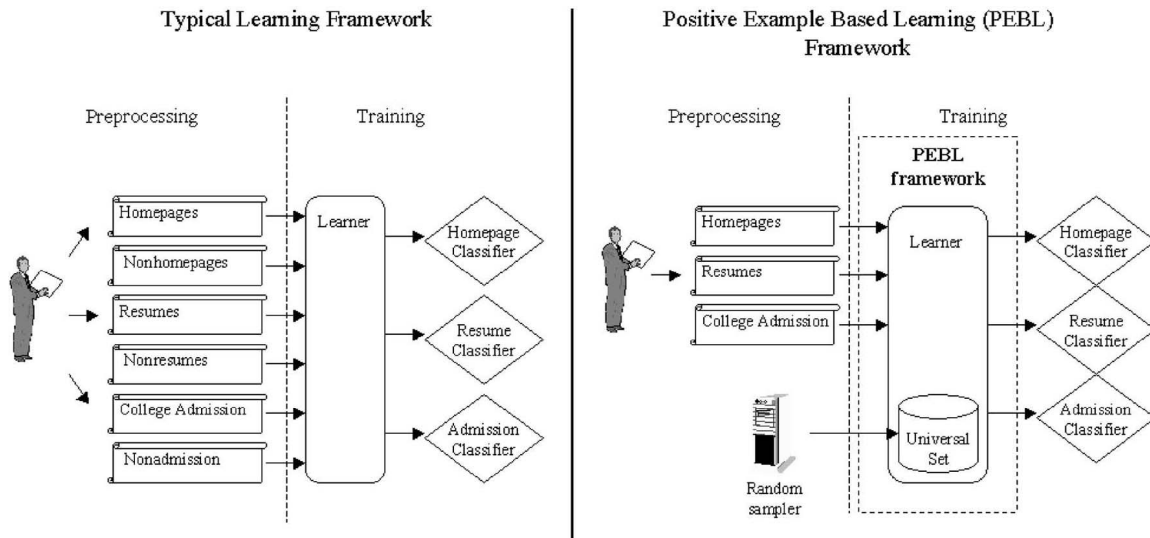 Typical Learning Framework
Preprocessing
Training
Homepages
Nonhomepages
Resumes
Nonresumes
College Admission
Nonadmission
Learner
Homepage
Classifier
Resume
Classifier
Admission
Classifier
Positive Example Based Learning (PEBL)
Framework
Preprocessing
Training
PEBL
framework
Homepages
Resumes
College Admission
Random
sampler
Learner
Universal
Set
Homepage
Classifier
Resume
Classifier
Admission
Classifier